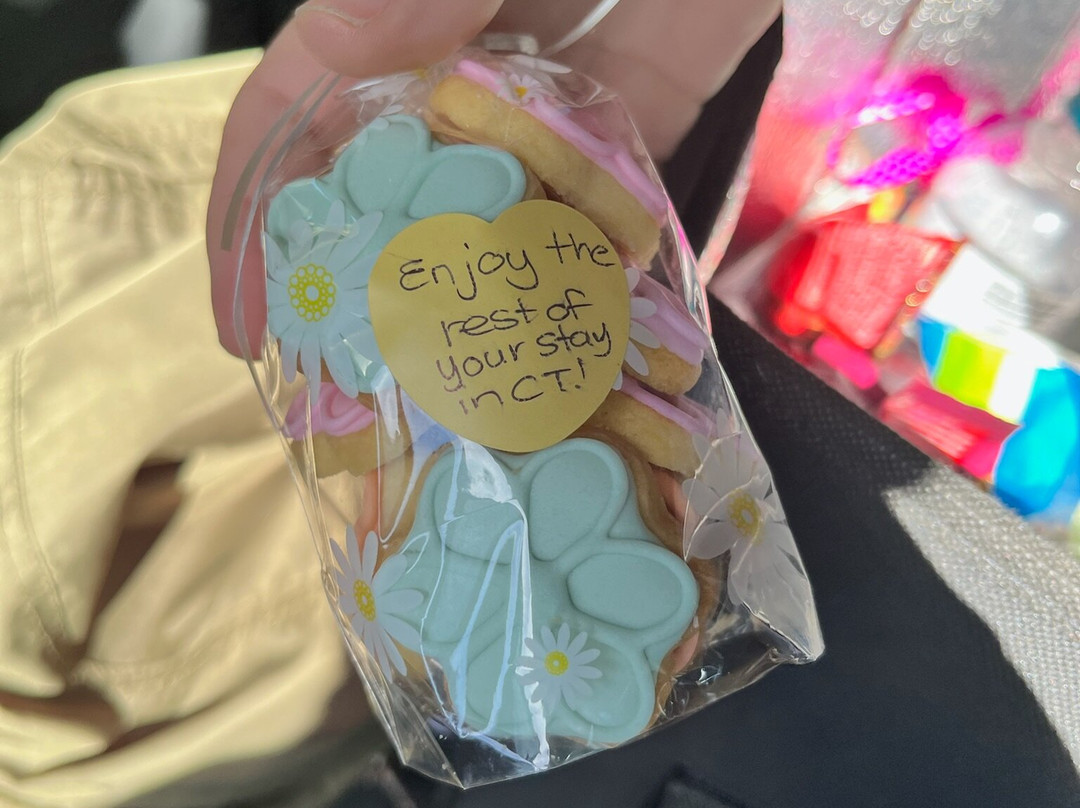 Enjoy the
rest of
your stay
in CT.!